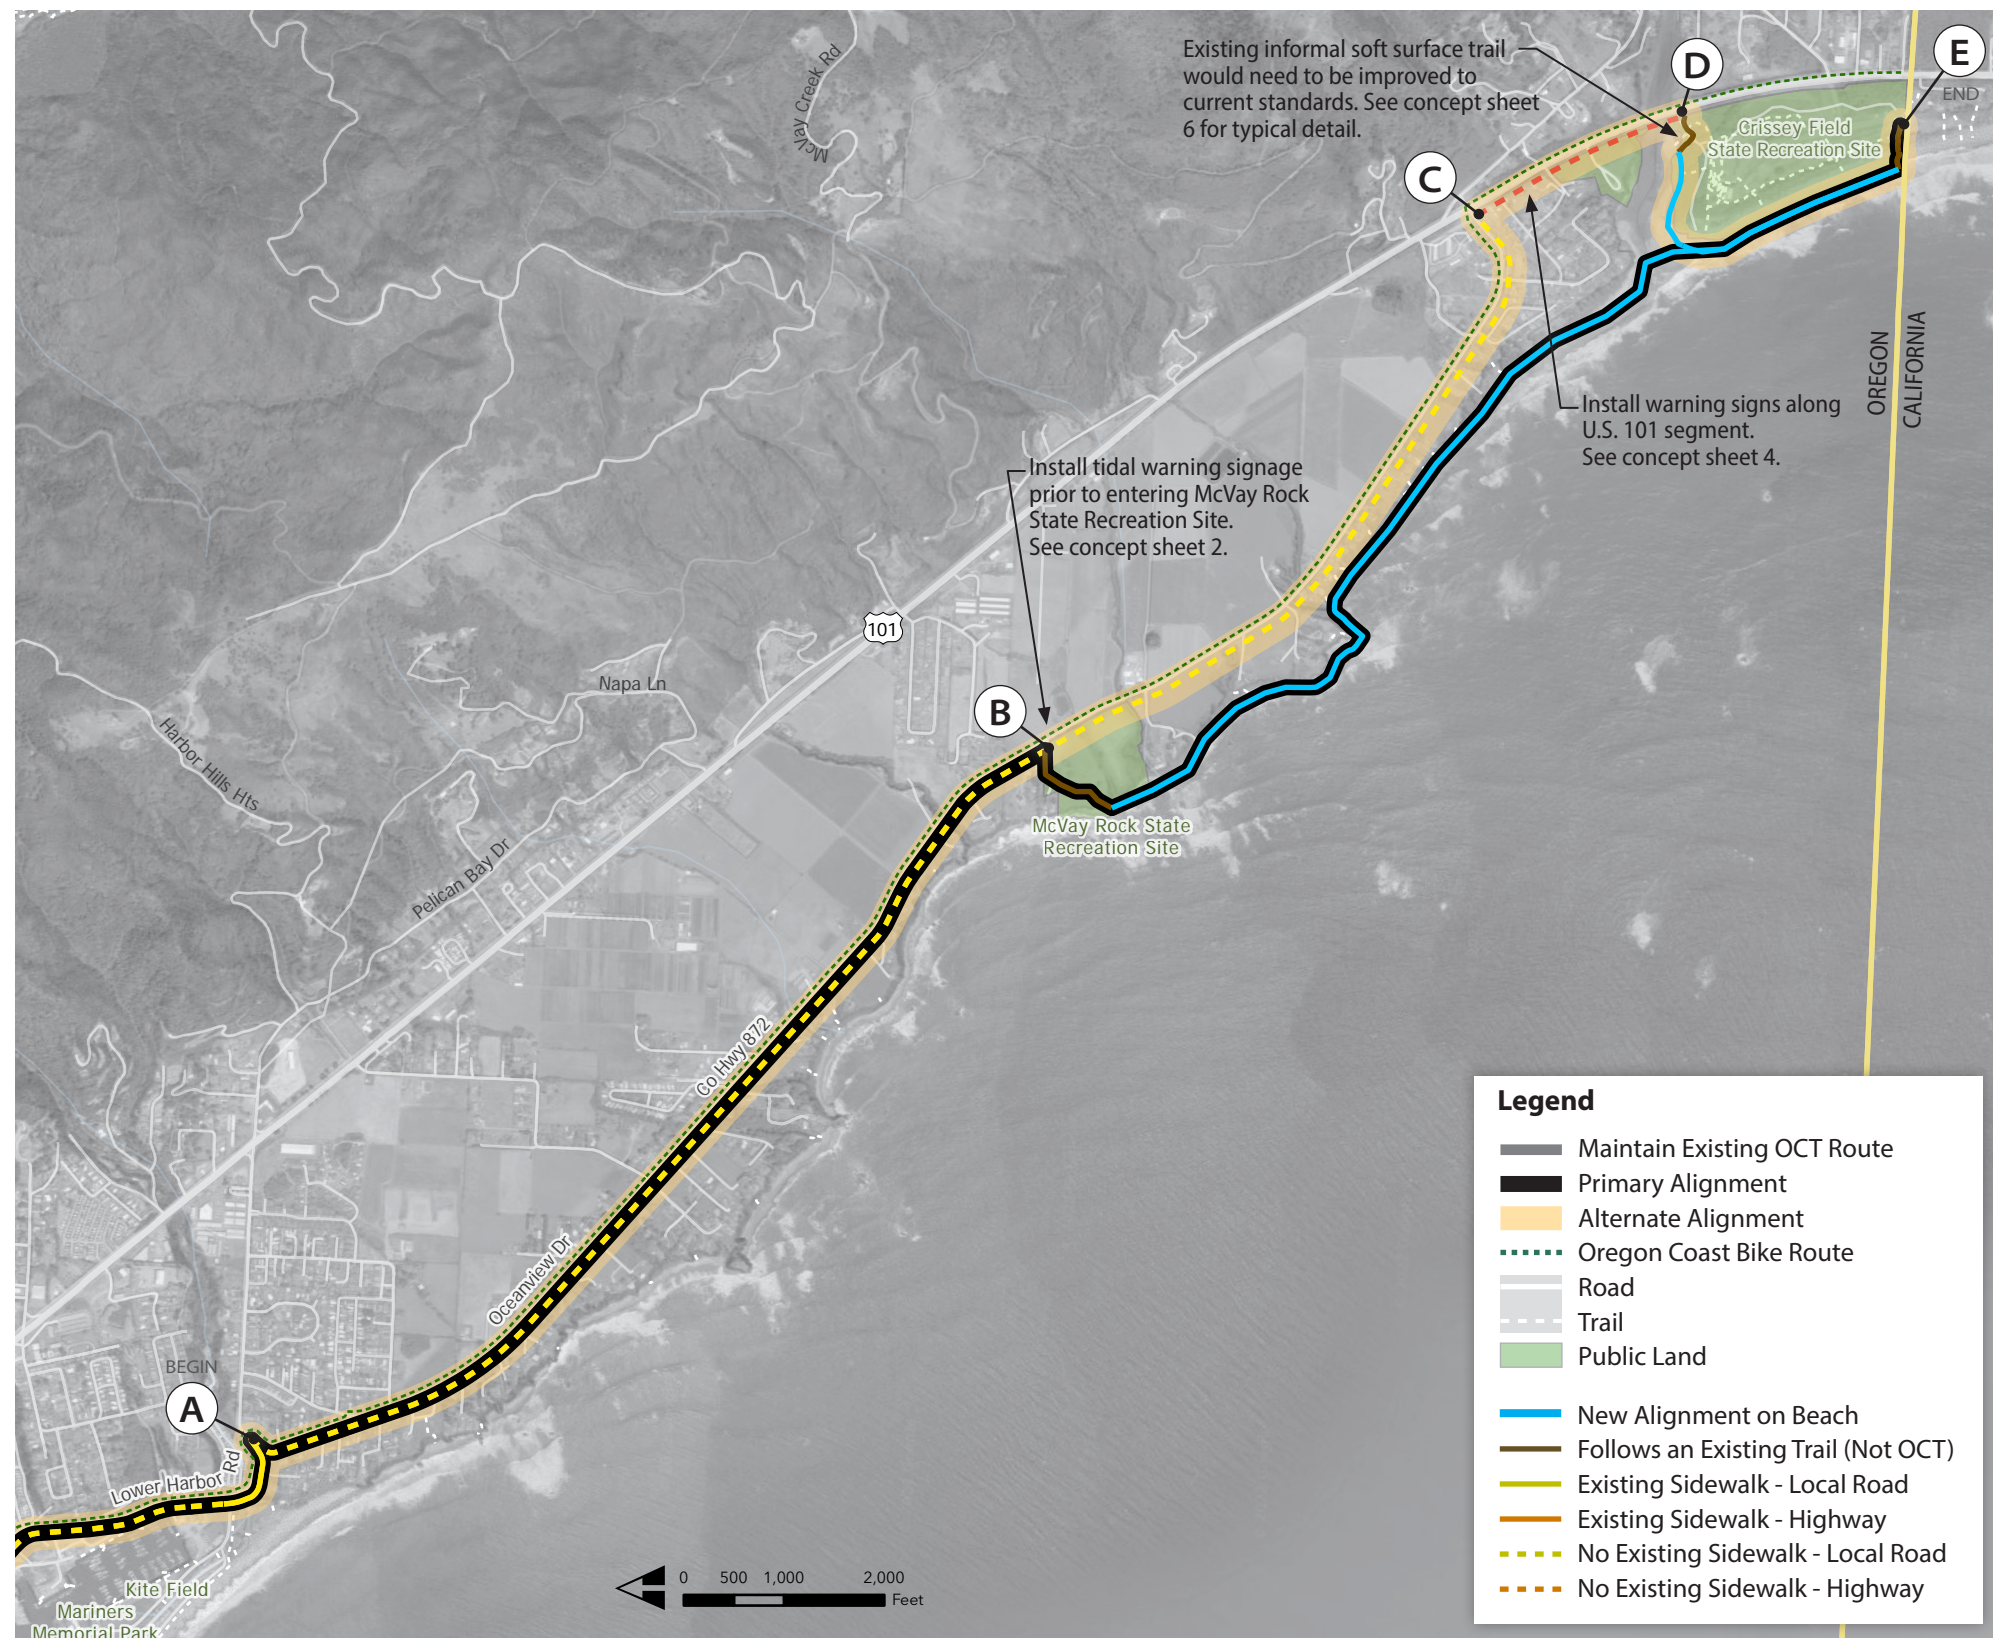 Existing informal soft surface trail
would need to be improved to
current standards. See concept sheet
6 for typical detail.
D
E
END
Crissey Field
State Recreation Site
C
McVay Creek Rd
OREGON
CALIFORNIA
Install warning signs along
U.S. 101 segment.
See concept sheet 4.
Install tidal warning signage
prior to entering McVay Rock
State Recreation Site.
See concept sheet 2.
101
Napa Ln
B
Harbor Hills Hts
McVay Rock State
Recreation Site
Pelican Bay Dr
Co Hwy 872
Oceanview Dr
BEGIN
A
Lower Harbor Rd
Kite Field
Mariners
Memorial Park
0 500 1,000 2,000
Feet
Legend
Maintain Existing OCT Route
Primary Alignment
Alternate Alignment
Oregon Coast Bike Route
Road
Trail
Public Land
New Alignment on Beach
Follows an Existing Trail (Not OCT)
Existing Sidewalk - Local Road
Existing Sidewalk - Highway
No Existing Sidewalk - Local Road
No Existing Sidewalk - Highway